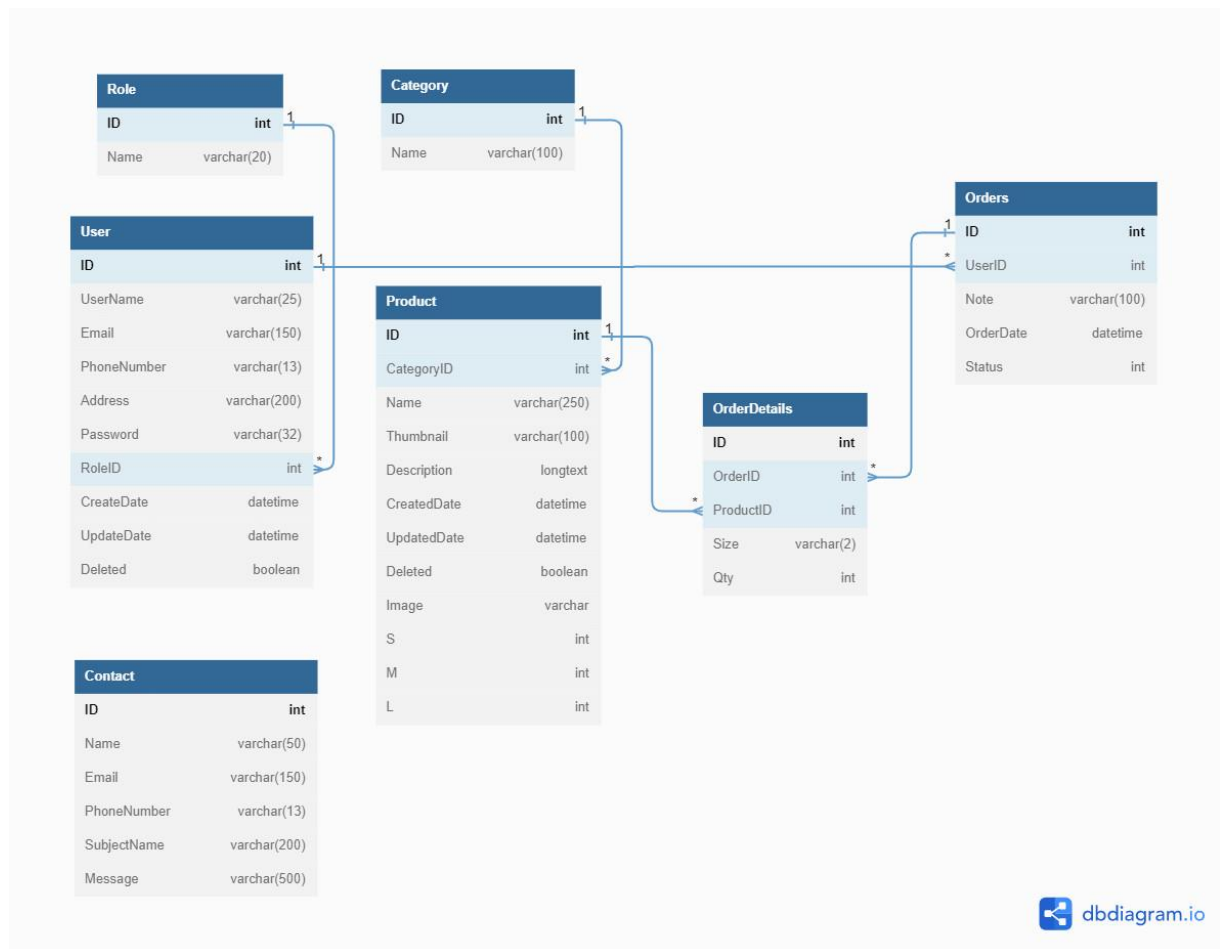 Role
ID int 1
Name varchar(20)
Category
ID int 1
Name varchar(100)
User
ID int 1
UserName varchar(25)
Email varchar(150)
PhoneNumber varchar(13)
Address varchar(200)
Password varchar(32)
RoleID int *
CreateDate datetime
UpdateDate datetime
Deleted boolean
Product
ID int 1
CategoryID int *
Name varchar(250)
Thumbnail varchar(100)
Description longtext
CreatedDate datetime
UpdatedDate datetime
Deleted boolean
Image varchar
S int
M int
L int
Orders
1 ID int
* UserID int
Note varchar(100)
OrderDate datetime
Status int
OrderDetails
ID int
OrderID int *
* ProductID int
Size varchar(2)
Qty int
Contact
ID int
Name varchar(50)
Email varchar(150)
PhoneNumber varchar(13)
SubjectName varchar(200)
Message varchar(500)
dbdiagram.io